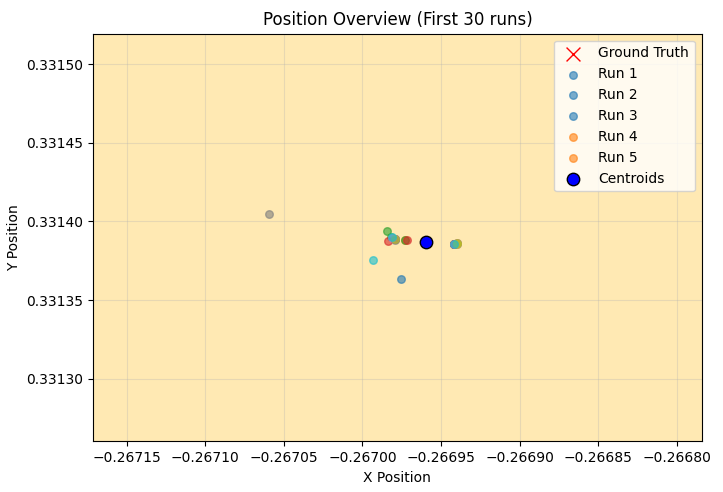 Position Overview (First 30 runs)
Ground Truth
Run 1
Run 2
Run 3
Run 4
Run 5
Centroids
Y Position
0.33150
0.33145
0.33140
0.33135
0.33130
−0.26715 −0.26710 −0.26705 −0.26700 −0.26695 −0.26690 −0.26685 −0.26680
X Position